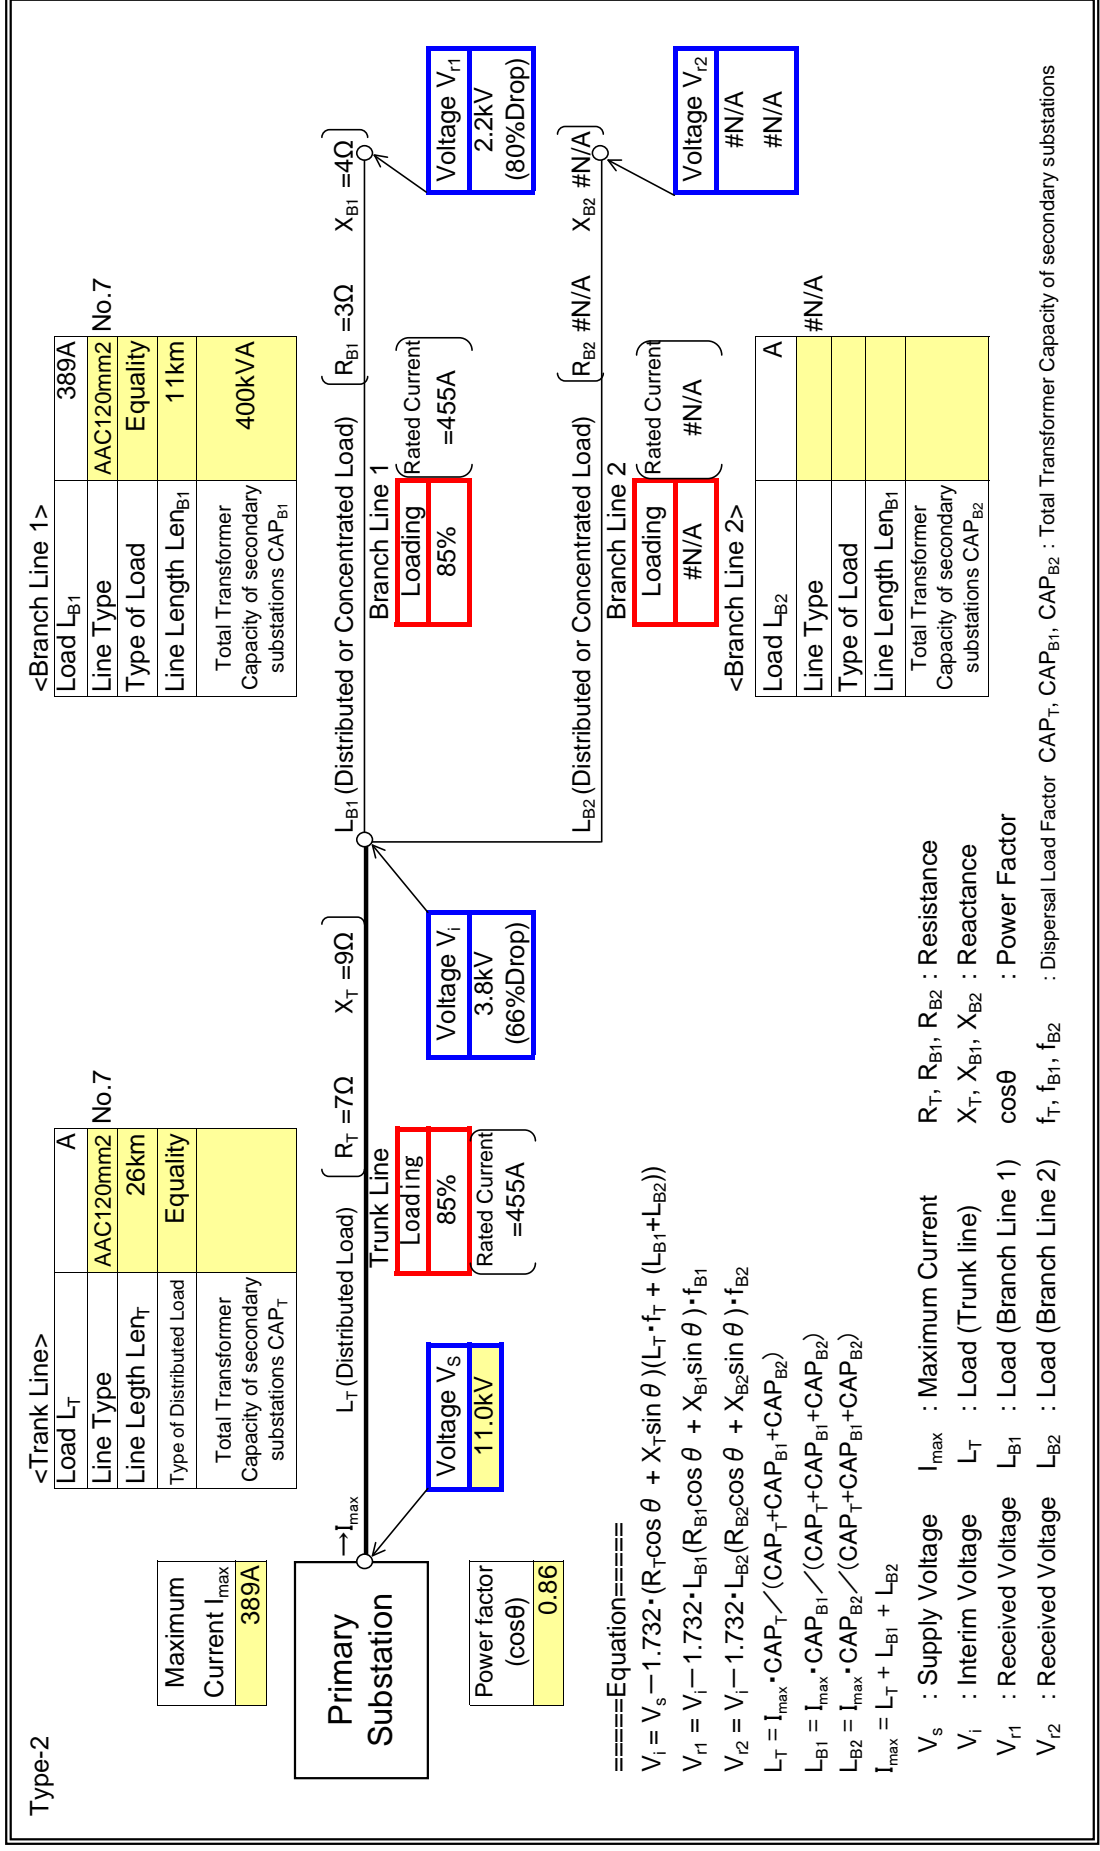 Type-2
Maximum
Current Imax
389A
<Trank Line>
Load LT A
Line Type AAC120mm2 No.7
Line Legth LenT 26km
Type of Distributed Load Equality
Total Transformer
Capacity of secondary
substations CAPT
<Branch Line 1>
Load LB1 389A
Line Type AAC120mm2 No.7
Type of Load Equality
Line Length LenB1 11km
Total Transformer
Capacity of secondary
substations CAPB1
400kVA
Primary
Substation
→Imax
LT (Distributed Load)
RT =7Ω XT =9Ω
LB1 (Distributed or Concentrated Load)
RB1 =3Ω XB1 =4Ω
Trunk Line
Loading
85%
Rated Current
=455A
Branch Line 1
Loading
85%
Rated Current
=455A
Voltage VS
11.0kV
Voltage Vi
3.8kV
(66%Drop)
Voltage Vr1
2.2kV
(80%Drop)
Power factor
(cosθ)
0.86
LB2 (Distributed or Concentrated Load)
RB2 #N/A XB2 #N/A
Branch Line 2
Loading
#N/A
Rated Current
#N/A
Voltage Vr2
#N/A
#N/A
<Branch Line 2>
Load LB2 A
Line Type #N/A
Type of Load
Line Length LenB1
Total Transformer
Capacity of secondary
substations CAPB2
=====Equation=====
Vi = Vs−1.732・(RTcosθ + XTsinθ)(LT・fT + (LB1+LB2))
Vr1 = Vi−1.732・LB1(RB1cosθ + XB1sinθ)・fB1
Vr2 = Vi−1.732・LB2(RB2cosθ + XB2sinθ)・fB2
LT = Imax・CAPT／(CAPT+CAPB1+CAPB2)
LB1 = Imax・CAPB1／(CAPT+CAPB1+CAPB2)
LB2 = Imax・CAPB2／(CAPT+CAPB1+CAPB2)
Imax = LT + LB1 + LB2
Vs : Supply Voltage Imax : Maximum Current RT, RB1, RB2 : Resistance
Vi : Interim Voltage LT : Load (Trunk line) XT, XB1, XB2 : Reactance
Vr1 : Received Voltage LB1 : Load (Branch Line 1) cosθ : Power Factor
Vr2 : Received Voltage LB2 : Load (Branch Line 2) fT, fB1, fB2 : Dispersal Load Factor CAPT, CAPB1, CAPB2 : Total Transformer Capacity of secondary substations